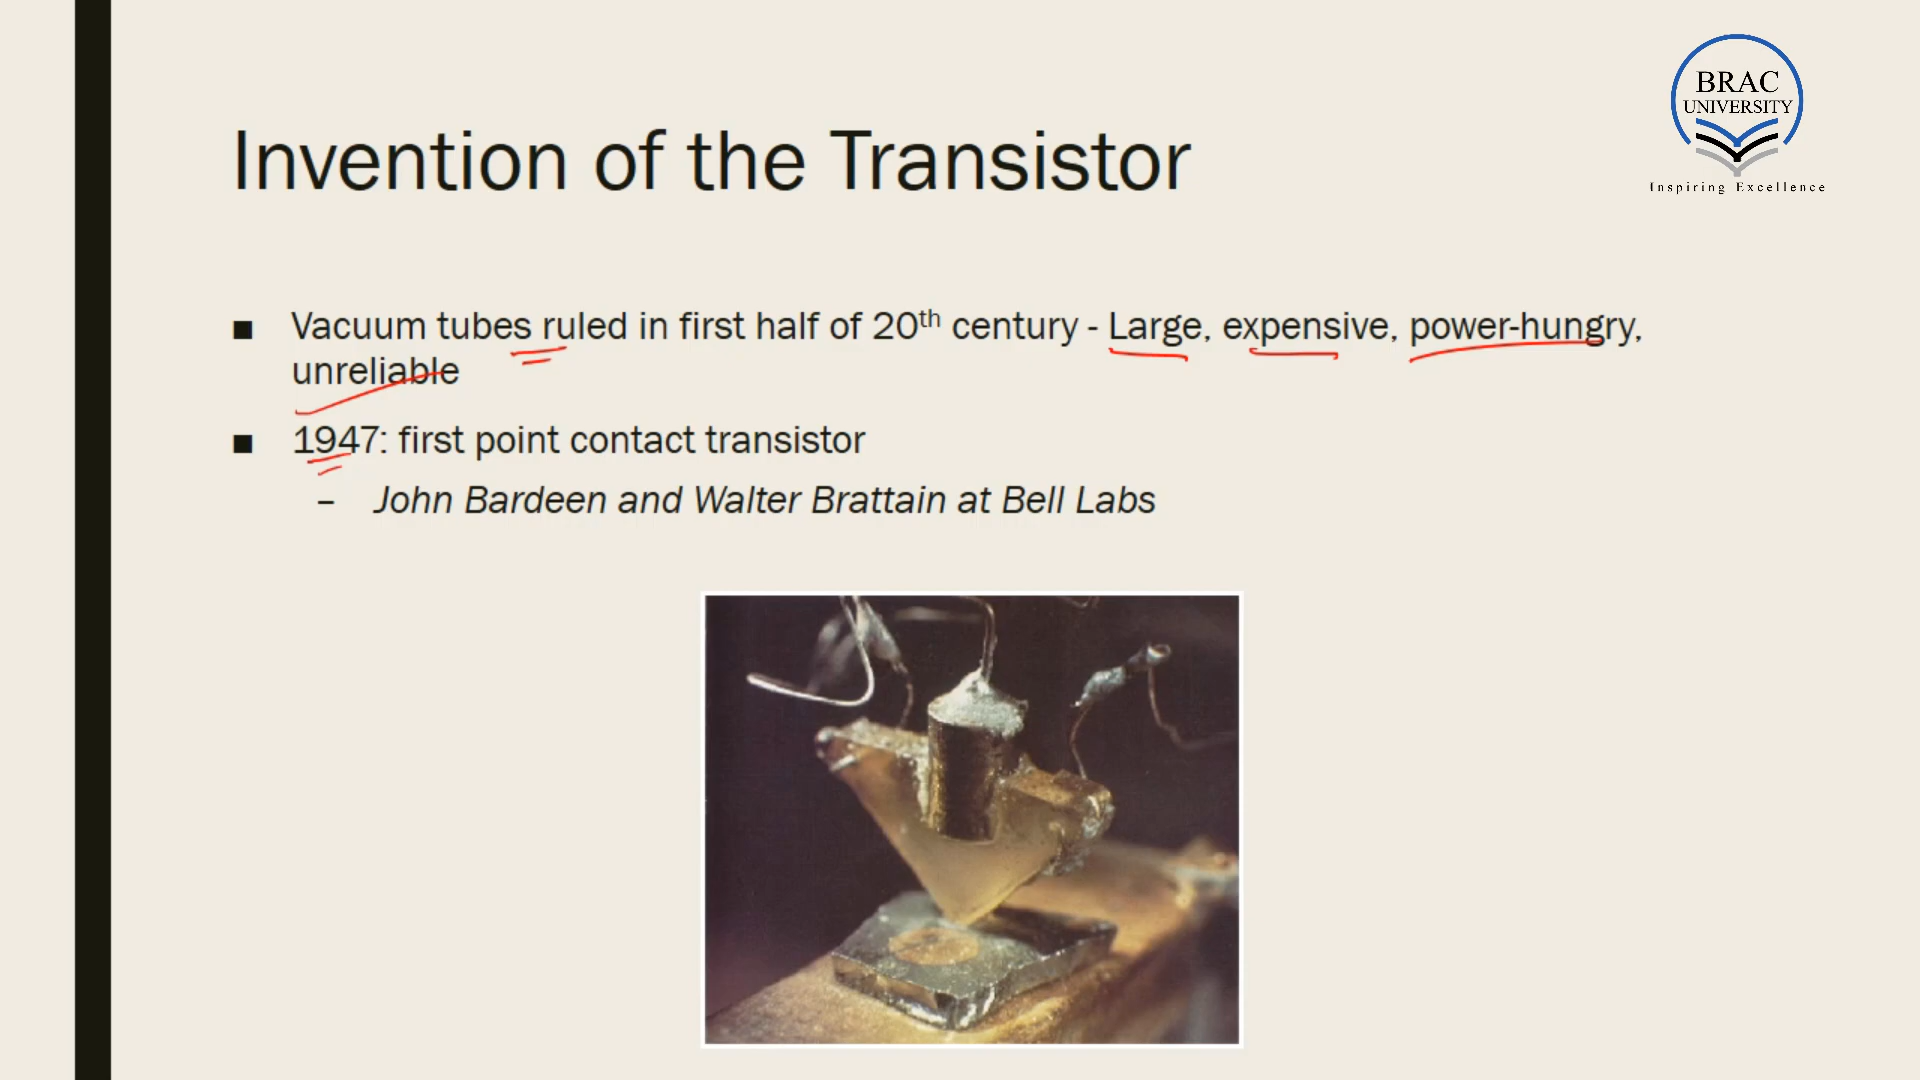 BRAC
UNIVERSITY
Inspiring Excellence
Invention of the Transistor
■ Vacuum tubes ruled in first half of 20th century - Large, expensive, power-hungry,
unreliable
■ 1947: first point contact transistor
– John Bardeen and Walter Brattain at Bell Labs